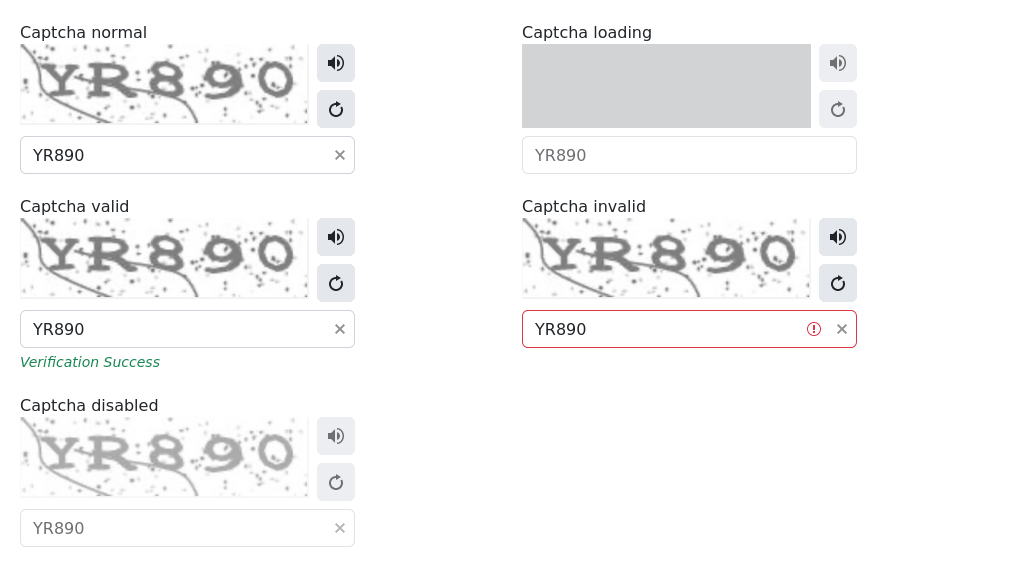 Captcha normal
YR890
YR890
Captcha loading
YR890
Captcha valid
YR890
YR890
Verification Success
Captcha invalid
YR890
YR890
Captcha disabled
YR890
YR890